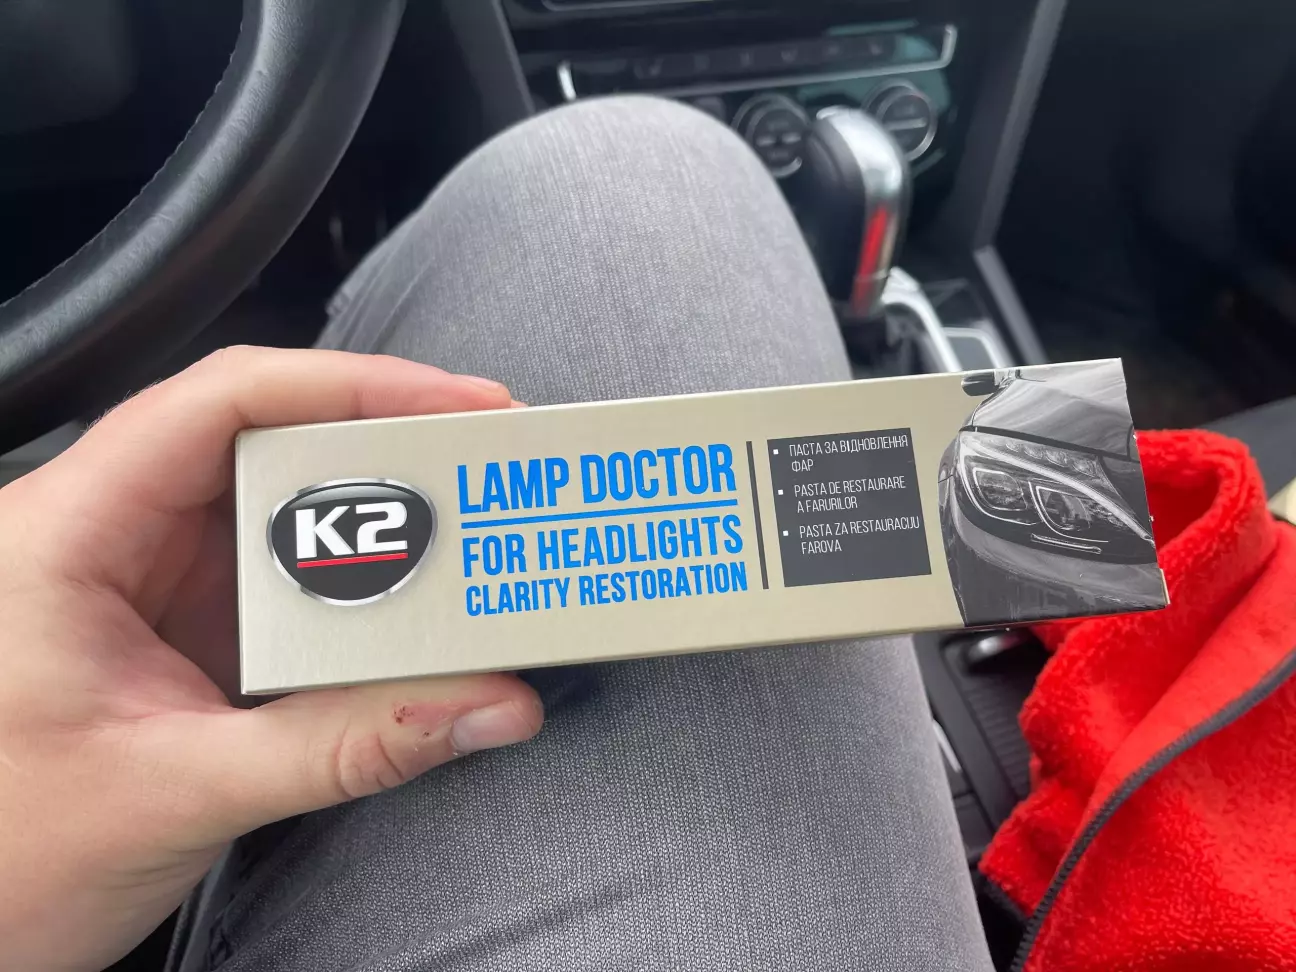 K2
LAMP DOCTOR
FOR HEADLIGHTS
CLARITY RESTORATION
ПАСТА ЗА ВІДНОВЛЕННЯ
ФАР
PASTA DE RESTAURARE
A FARURILOR
PASTA ZA RESTAURACIJU
FAROVA